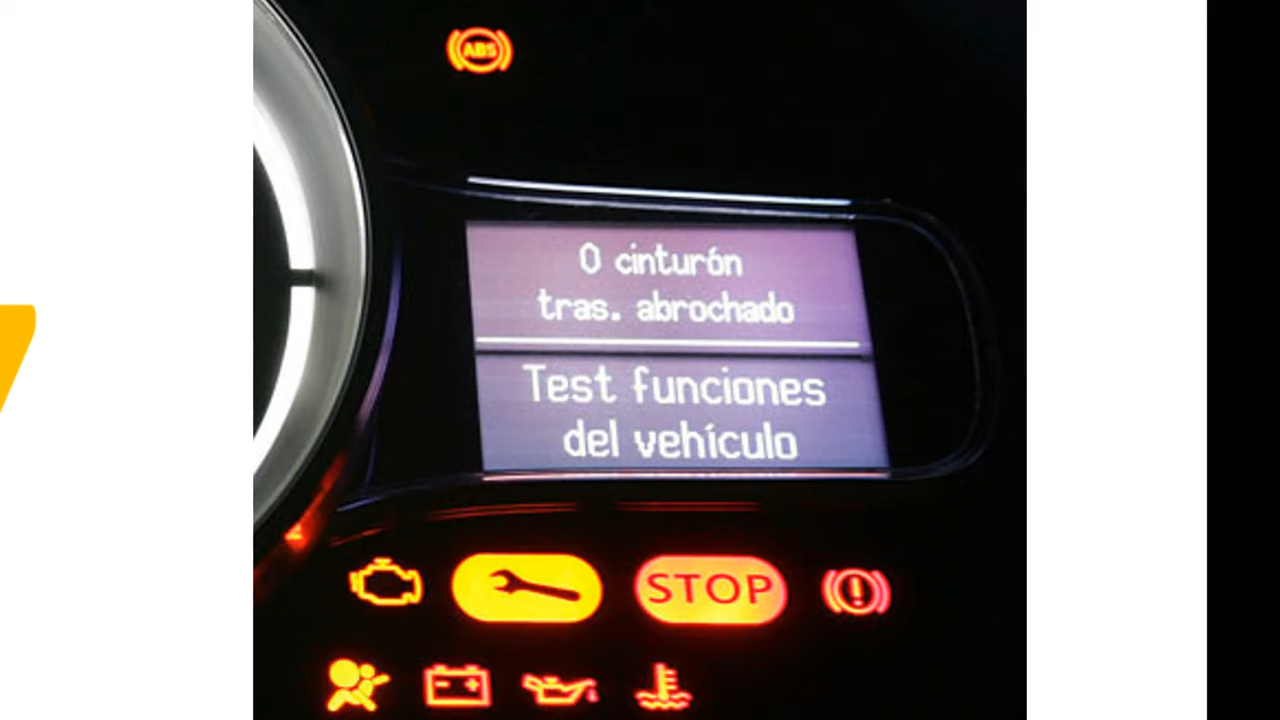 ABS
0 cinturón
tras. abrochado
Test funciones
del vehículo
STOP